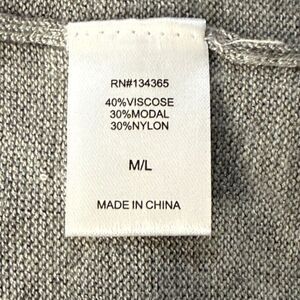 RN#134365
40%VISCOSE
30%MODAL
30%NYLON
M/L
MADE IN CHINA